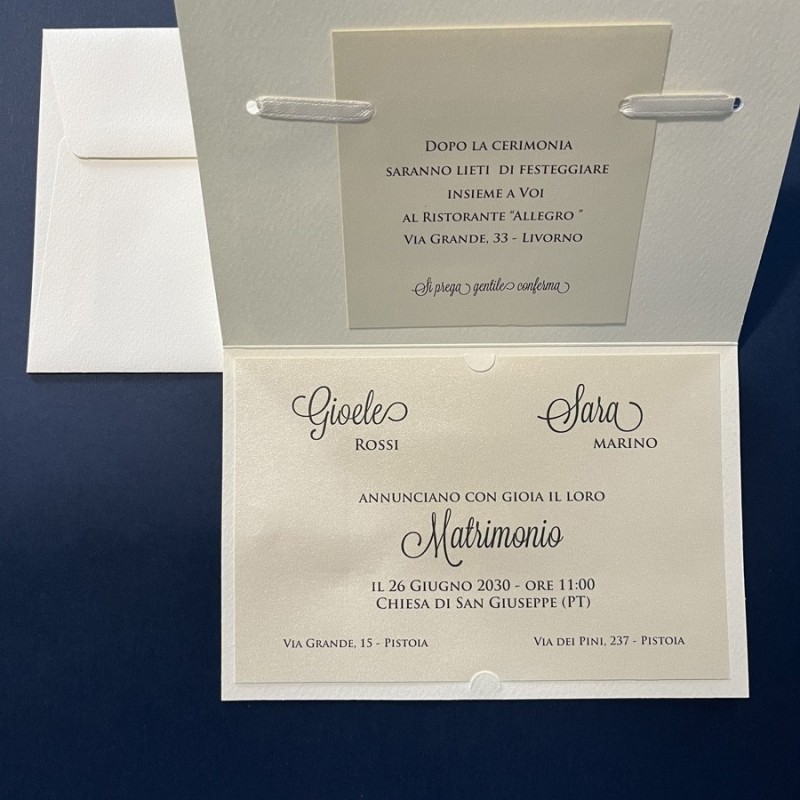 Dopo la cerimonia
saranno lieti di festeggiare
insieme a Voi
al Ristorante "Allegro "
Via Grande, 33 - Livorno
Si prega gentile conferma
Gioele
Rossi
Sara
marino
annunciano con gioia il loro
Matrimonio
il 26 Giugno 2030 - ore 11:00
Chiesa di San Giuseppe (PT)
Via Grande, 15 - Pistoia
Via dei Pini, 237 - Pistoia